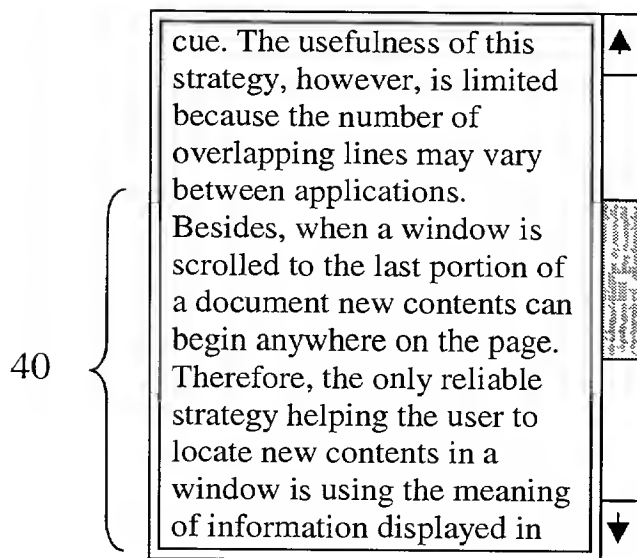 cue. The usefulness of this
strategy, however, is limited
because the number of
overlapping lines may vary
between applications.
Besides, when a window is
scrolled to the last portion of
a document new contents can
begin anywhere on the page.
40
Therefore, the only reliable
strategy helping the user to
locate new contents in a
window is using the meaning
of information displayed in